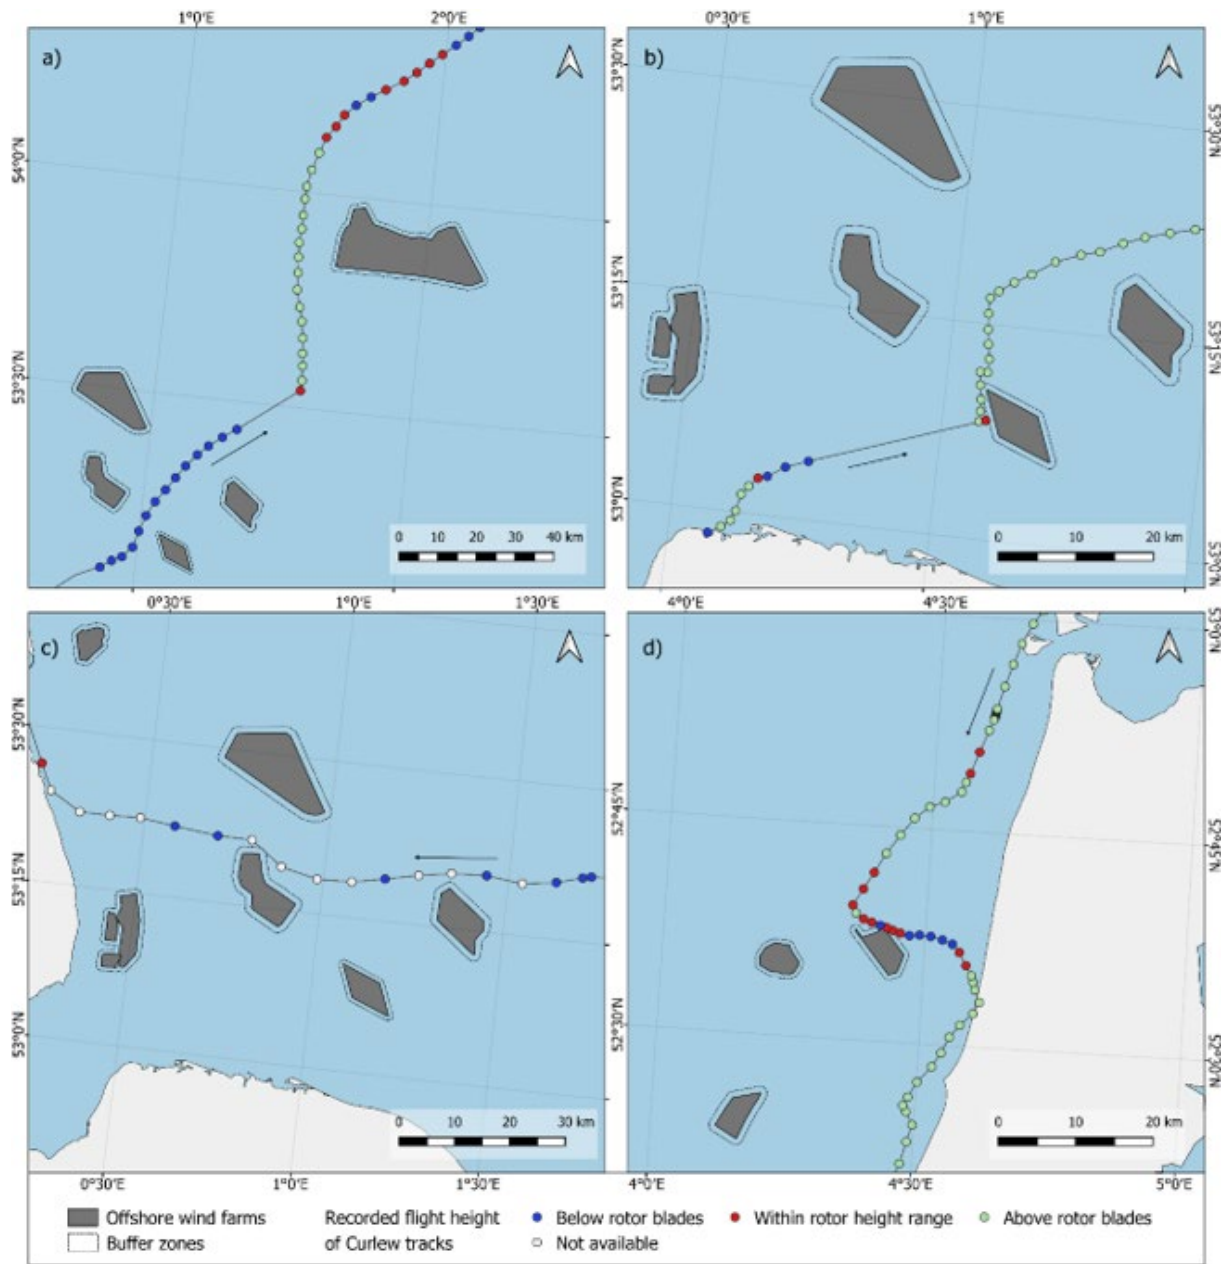 1°0'E 2°0'E 0°30'E 1°0'E
a) b)
54°0'N 53°30'N
53°30'N 53°30'N
53°15'N
53°15'N
53°0'N
53°0'N
0 10 20 30 40 km 0 10 20 km
0°30'E 1°0'E 1°30'E 4°0'E 4°30'E
c) d)
53°0'N
53°30'N
52°45'N
52°45'N
53°15'N
53°0'N
52°30'N
52°30'N
0 10 20 30 km 0 10 20 km
0°30'E 1°0'E 1°30'E 4°0'E 4°30'E 5°0'E
Offshore wind farms Recorded flight height Below rotor blades Within rotor height range Above rotor blades
Buffer zones of Curlew tracks Not available